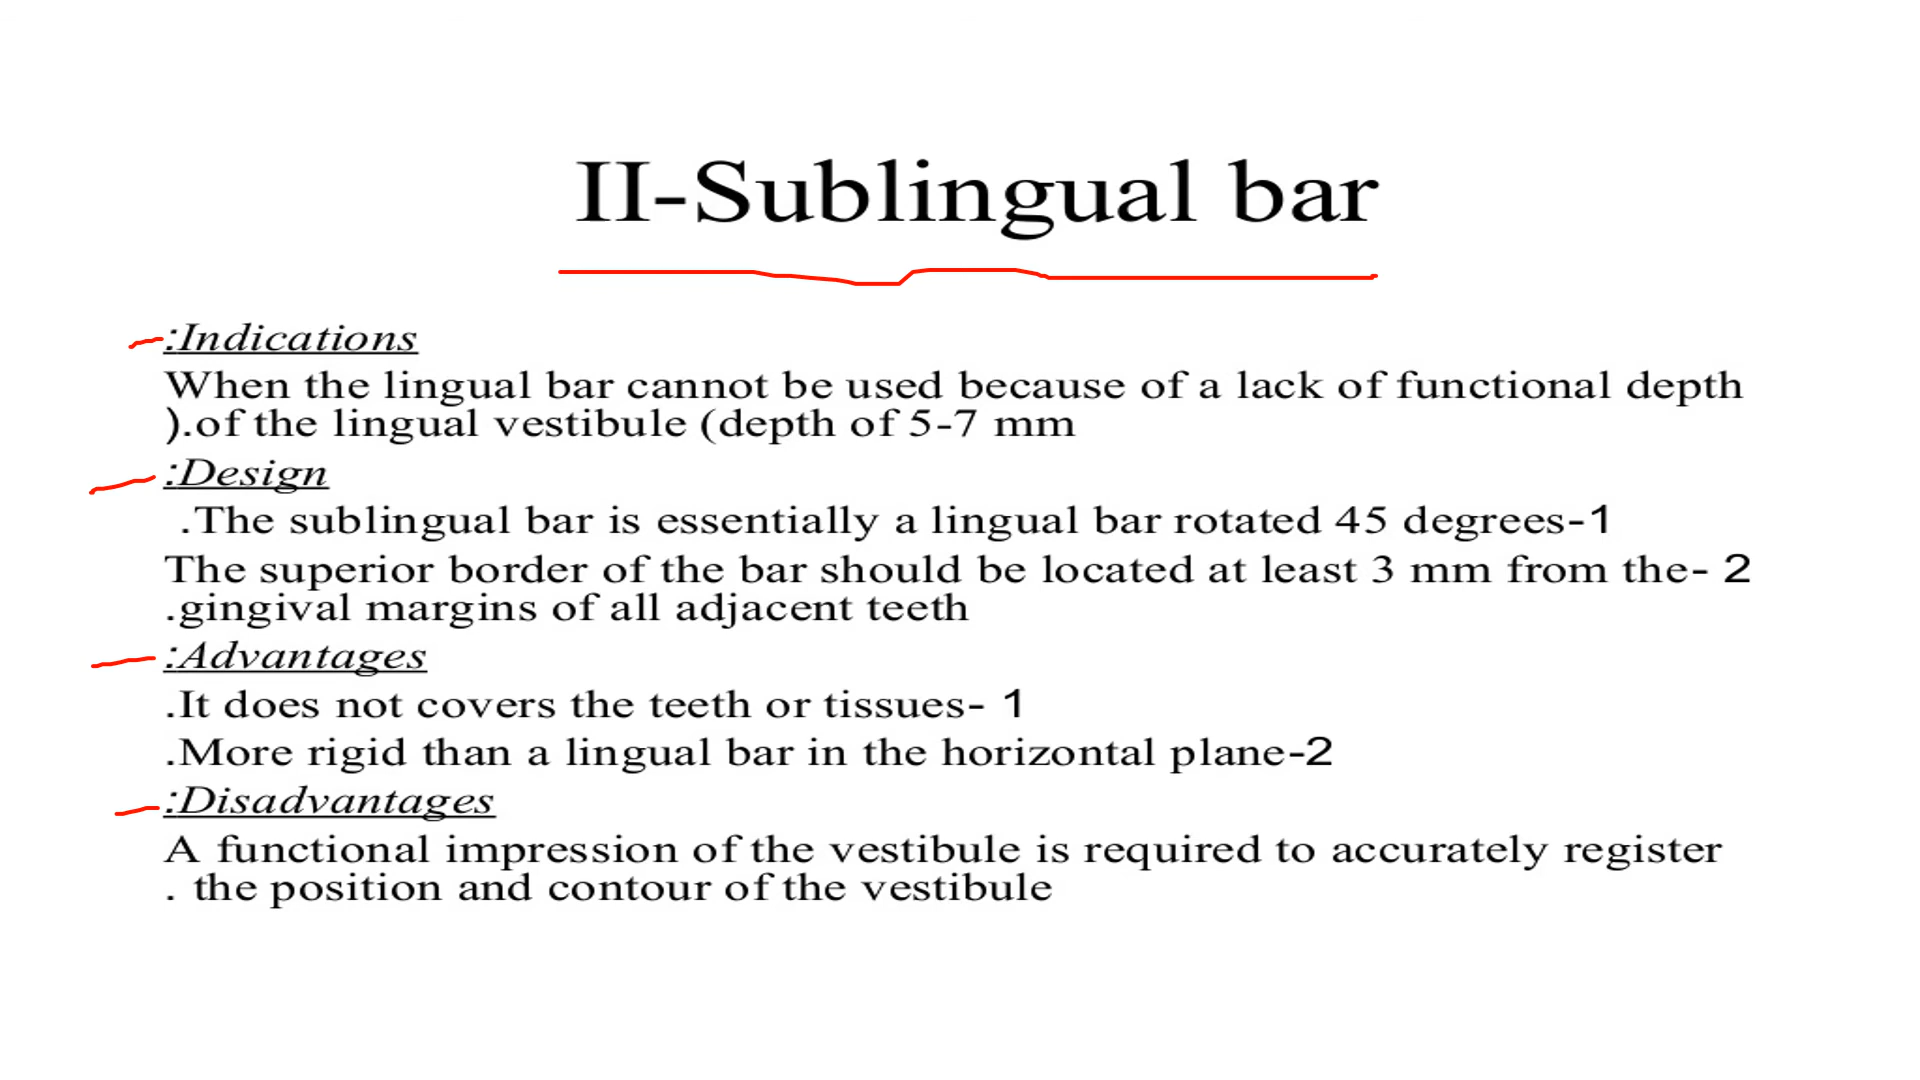 II-Sublingual bar
:Indications
When the lingual bar cannot be used because of a lack of functional depth
).of the lingual vestibule (depth of 5-7 mm
:Design
.The sublingual bar is essentially a lingual bar rotated 45 degrees-1
The superior border of the bar should be located at least 3 mm from the- 2
.gingival margins of all adjacent teeth
:Advantages
.It does not covers the teeth or tissues- 1
.More rigid than a lingual bar in the horizontal plane-2
:Disadvantages
A functional impression of the vestibule is required to accurately register
. the position and contour of the vestibule